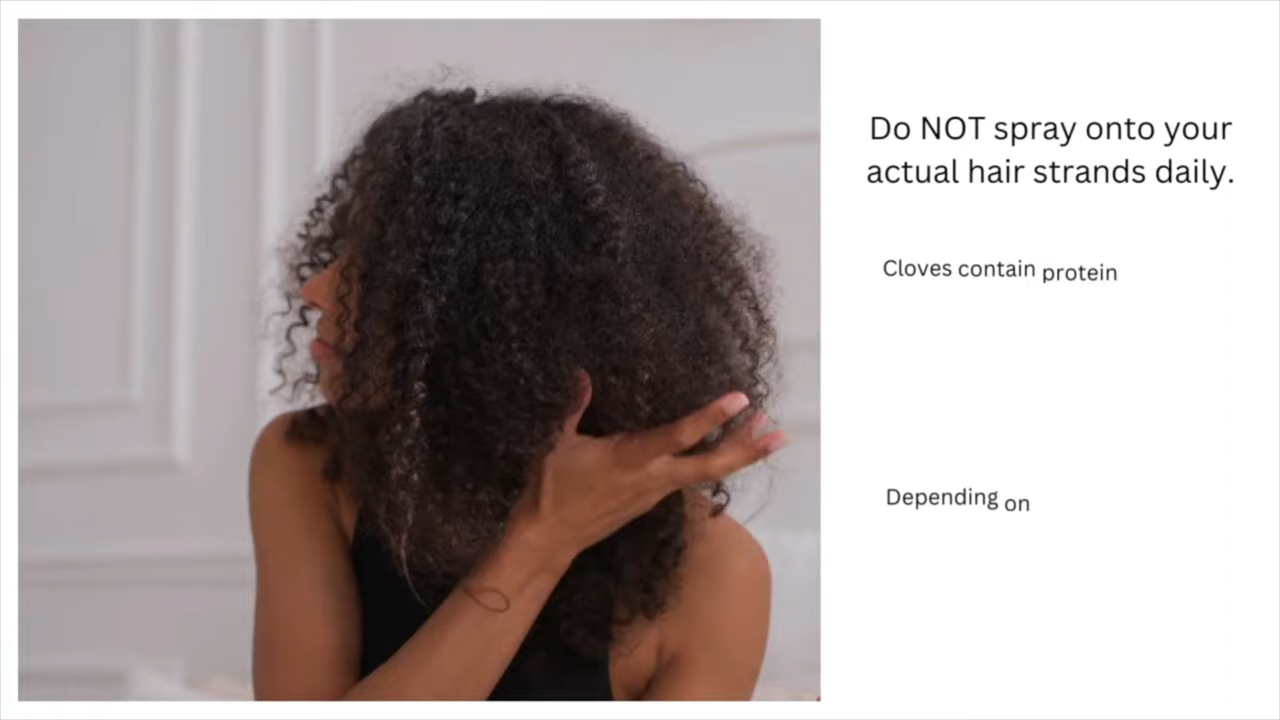 Do NOT spray onto your
actual hair strands daily.
Cloves contain protein
Depending on